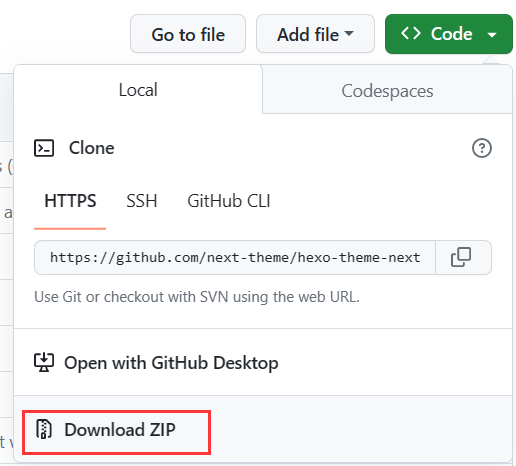 Go to file
Add file
Code
Local
Codespaces
Clone
HTTPS
SSH
GitHub CLI
https://github.com/next-theme/hexo-theme-next
Use Git or checkout with SVN using the web URL.
Open with GitHub Desktop
Download ZIP